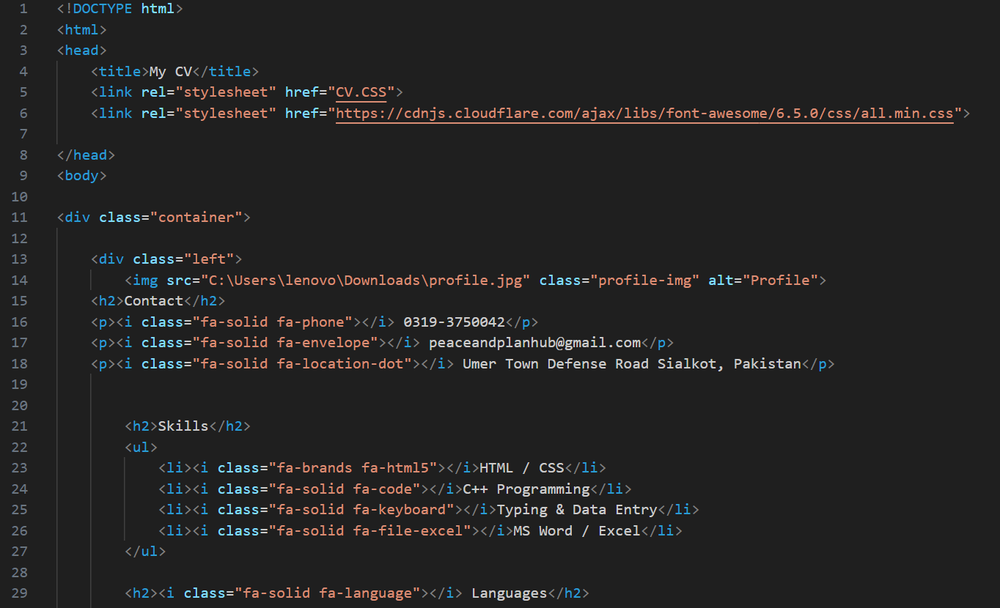 1 <!DOCTYPE html>
2 <html>
3 <head>
4     <title>My CV</title>
5     <link rel="stylesheet" href="CV.CSS">
6     <link rel="stylesheet" href="https://cdnjs.cloudflare.com/ajax/libs/font-awesome/6.5.0/css/all.min.css">
7
8 </head>
9 <body>
10
11 <div class="container">
12
13     <div class="left">
14         <img src="C:\Users\lenovo\Downloads\profile.jpg" class="profile-img" alt="Profile">
15     <h2>Contact</h2>
16     <p><i class="fa-solid fa-phone"></i> 0319-3750042</p>
17     <p><i class="fa-solid fa-envelope"></i> peaceandplanhub@gmail.com</p>
18     <p><i class="fa-solid fa-location-dot"></i> Umer Town Defense Road Sialkot, Pakistan</p>
19
20
21         <h2>Skills</h2>
22         <ul>
23             <li><i class="fa-brands fa-html5"></i>HTML / CSS</li>
24             <li><i class="fa-solid fa-code"></i>C++ Programming</li>
25             <li><i class="fa-solid fa-keyboard"></i>Typing & Data Entry</li>
26             <li><i class="fa-solid fa-file-excel"></i>MS Word / Excel</li>
27         </ul>
28
29         <h2><i class="fa-solid fa-language"></i> Languages</h2>